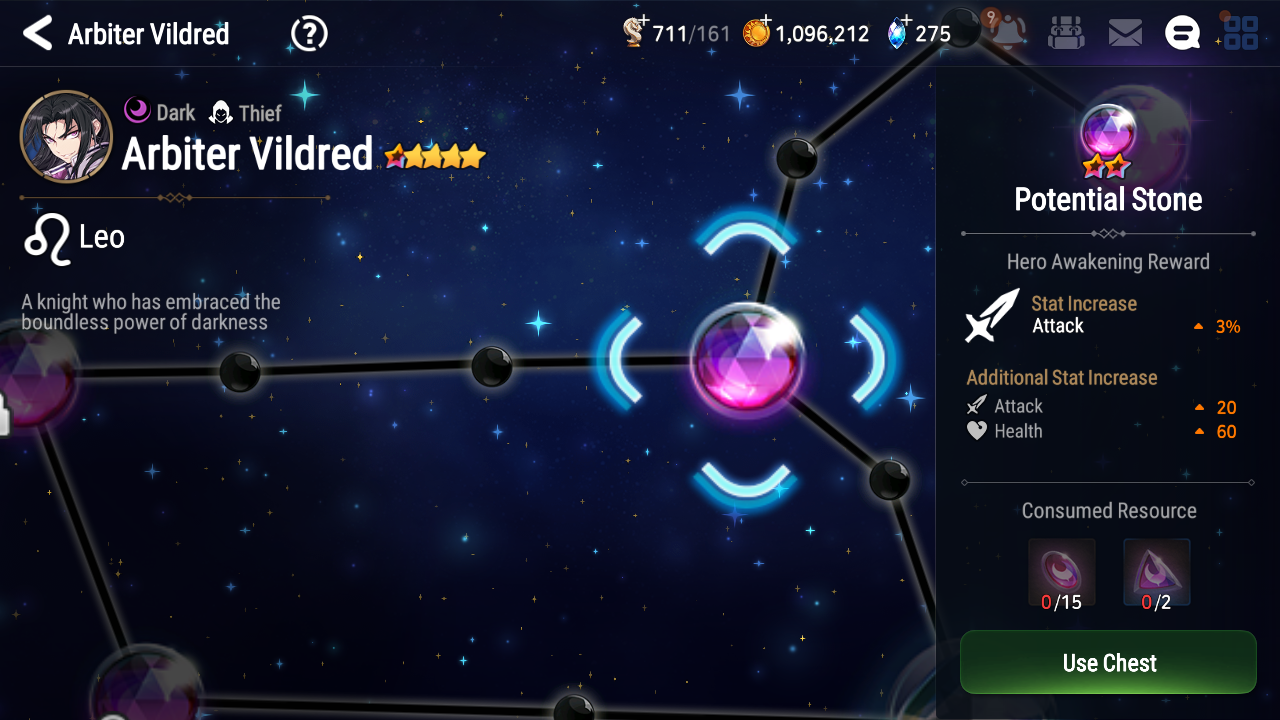 Arbiter Vildred
?
711/161
1,096,212
275
9
Dark
Thief
Arbiter Vildred
Leo
A knight who has embraced the
boundless power of darkness
Potential Stone
Hero Awakening Reward
Stat Increase
Attack
3%
Additional Stat Increase
Attack
20
Health
60
Consumed Resource
0/15
0/2
Use Chest